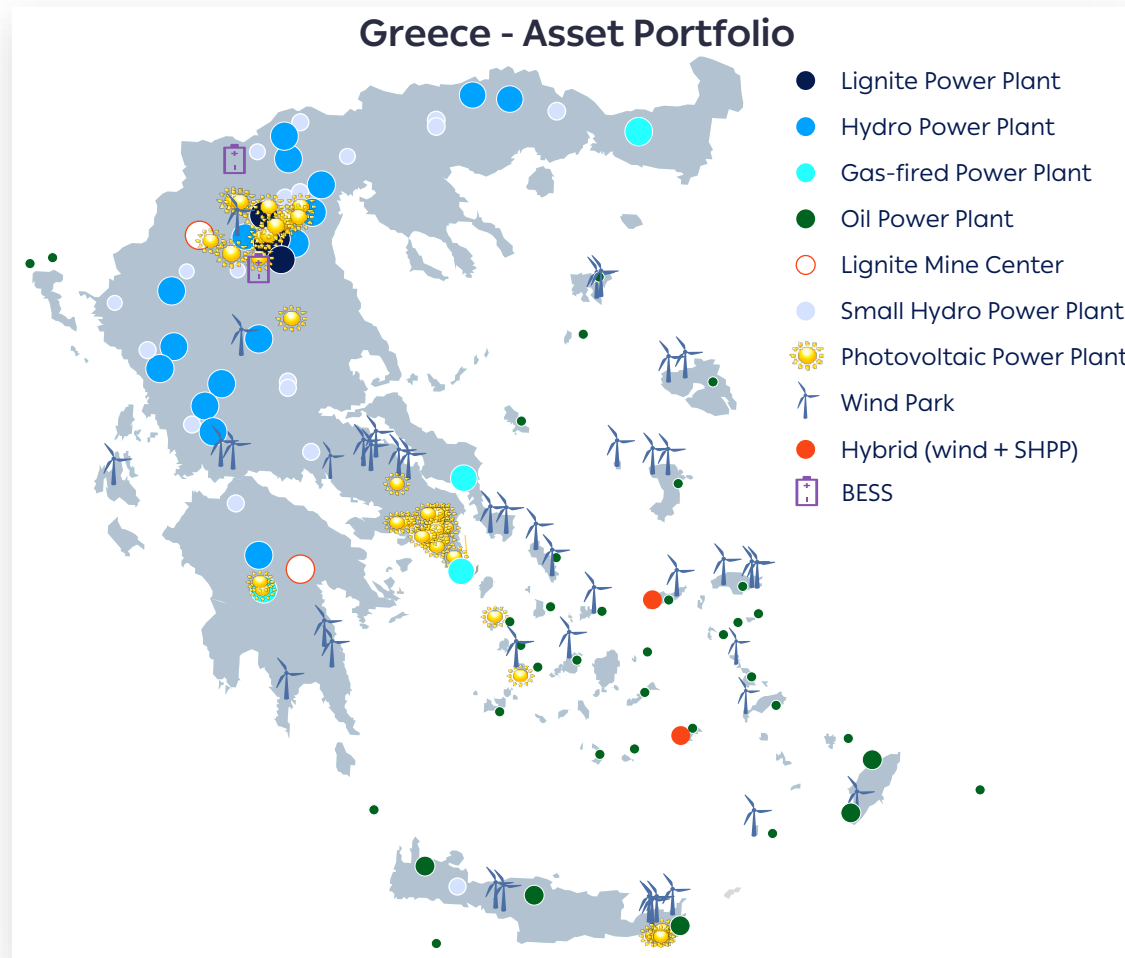 Greece - Asset Portfolio
Lignite Power Plant
Hydro Power Plant
Gas-fired Power Plant
Oil Power Plant
Lignite Mine Center
Small Hydro Power Plant
Photovoltaic Power Plant
Wind Park
Hybrid (wind + SHPP)
BESS